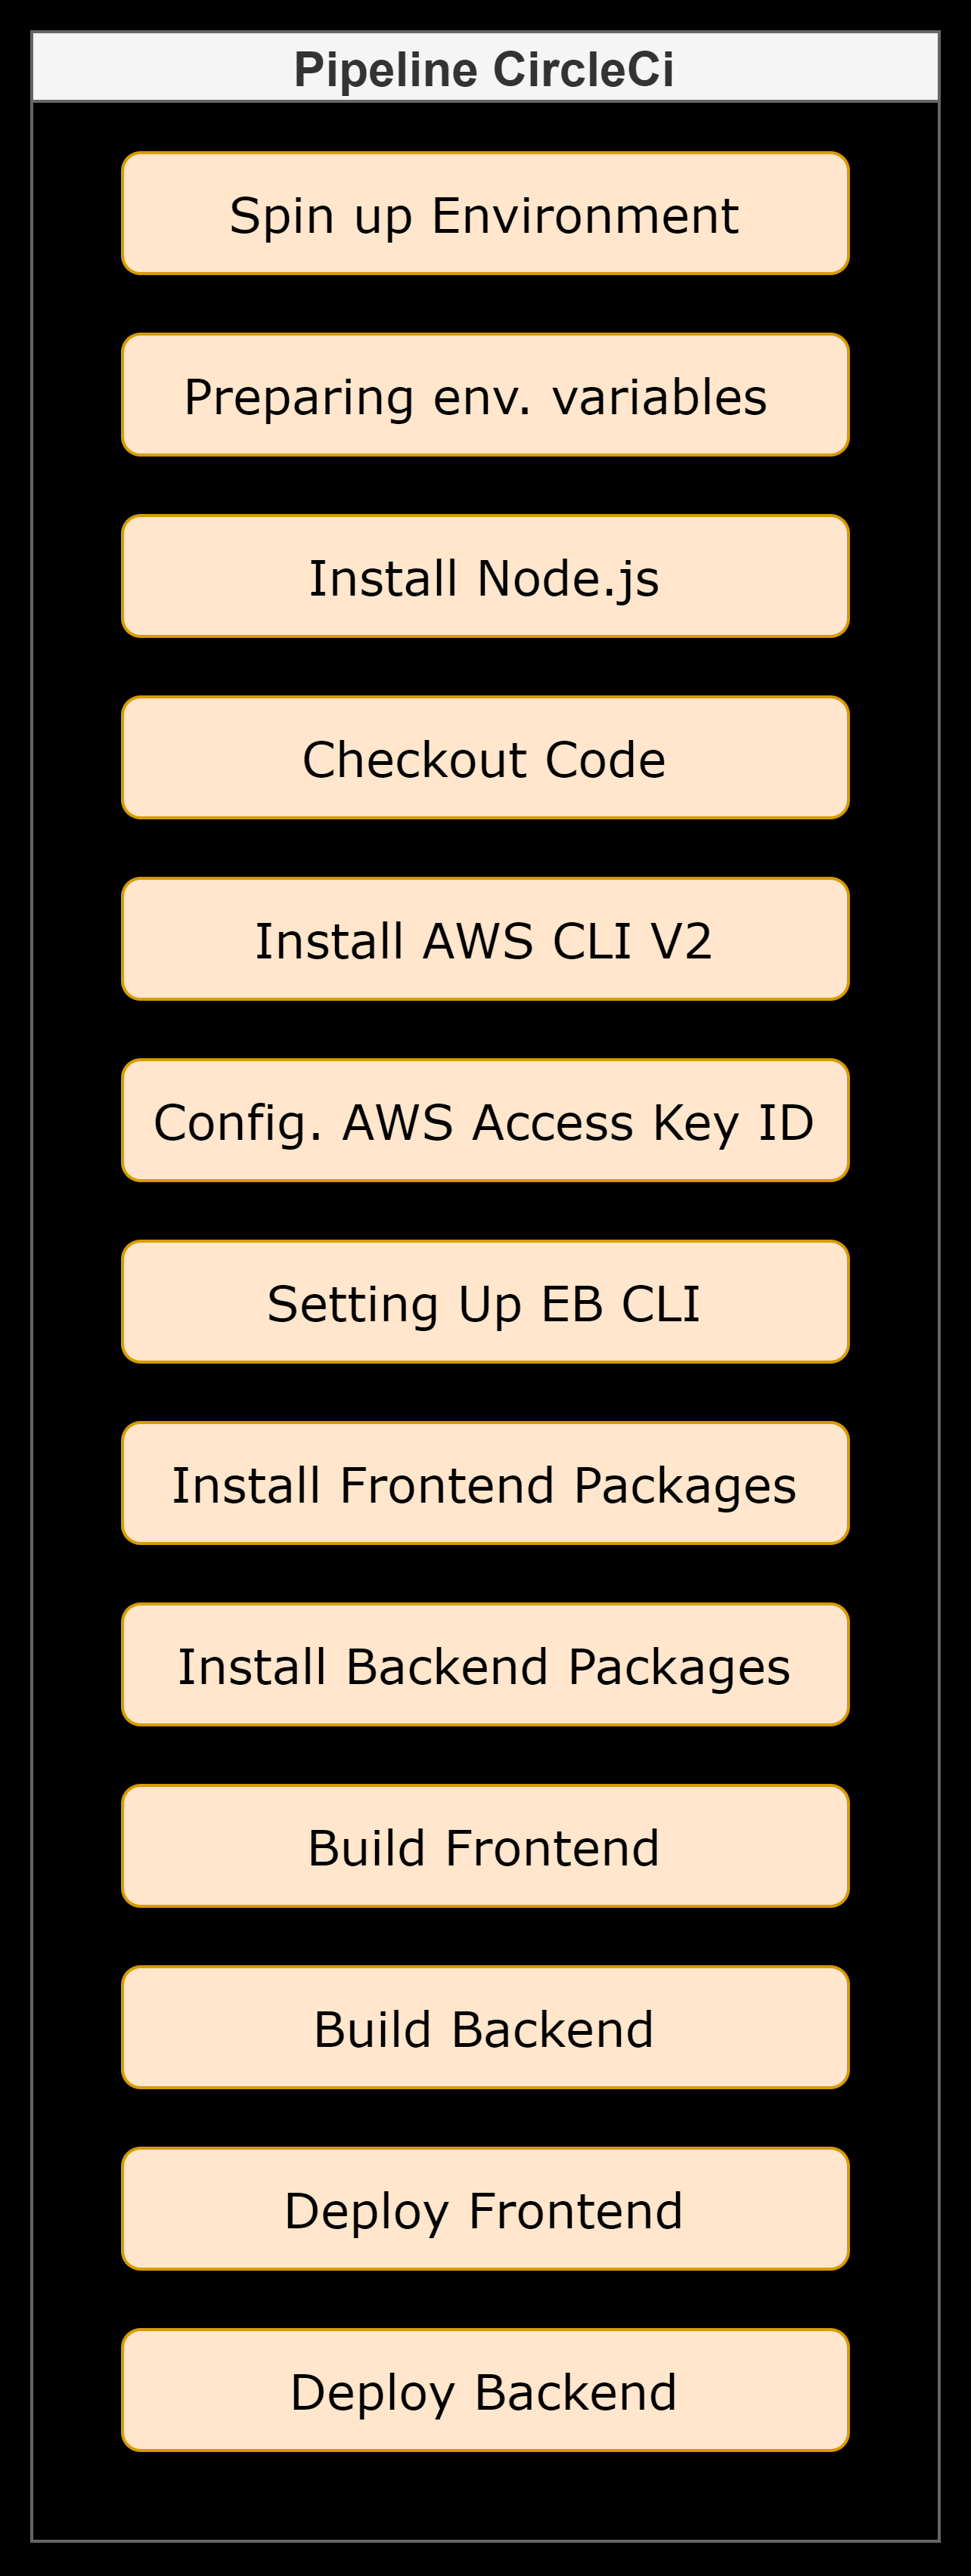 Pipeline CircleCi
Spin up Environment
Preparing env. variables
Install Node.js
Checkout Code
Install AWS CLI V2
Config. AWS Access Key ID
Setting Up EB CLI
Install Frontend Packages
Install Backend Packages
Build Frontend
Build Backend
Deploy Frontend
Deploy Backend